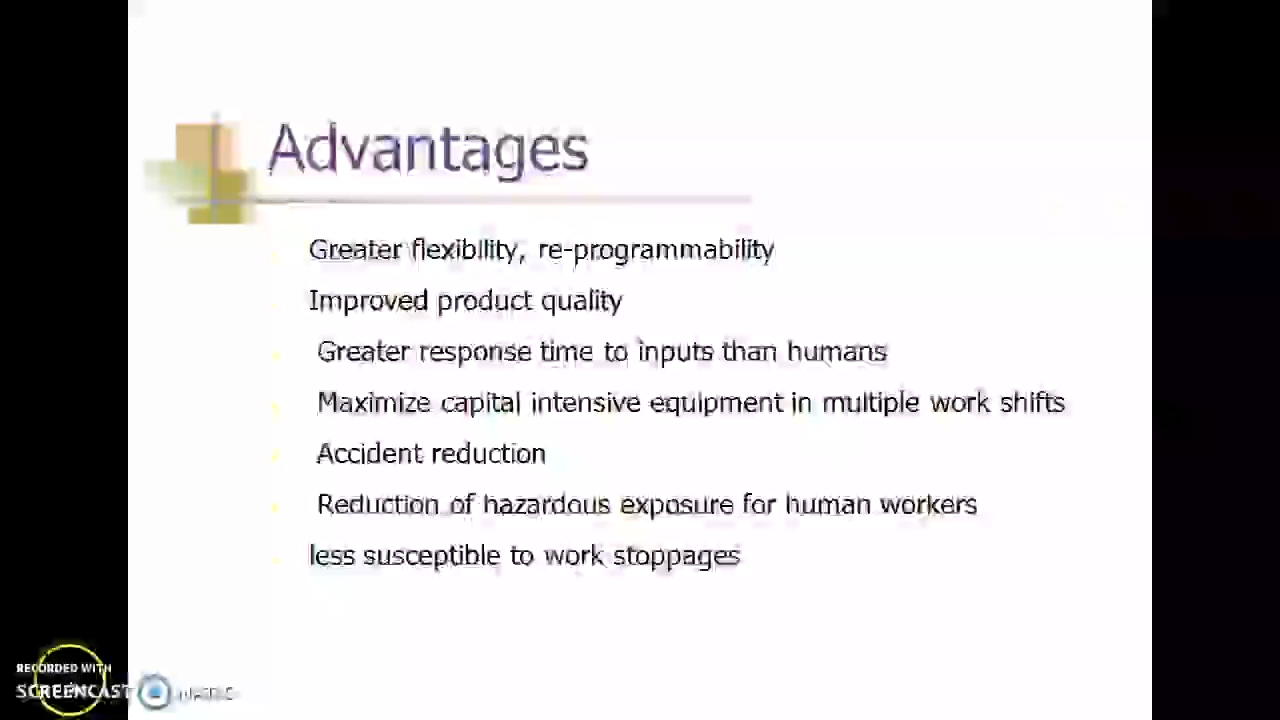 Advantages
Greater flexibility, re-programmability
Improved product quality
Greater response time to inputs than humans
Maximize capital intensive equipment in multiple work shifts
Accident reduction
Reduction of hazardous exposure for human workers
less susceptible to work stoppages
RECORDED WITH
SCREENCAST